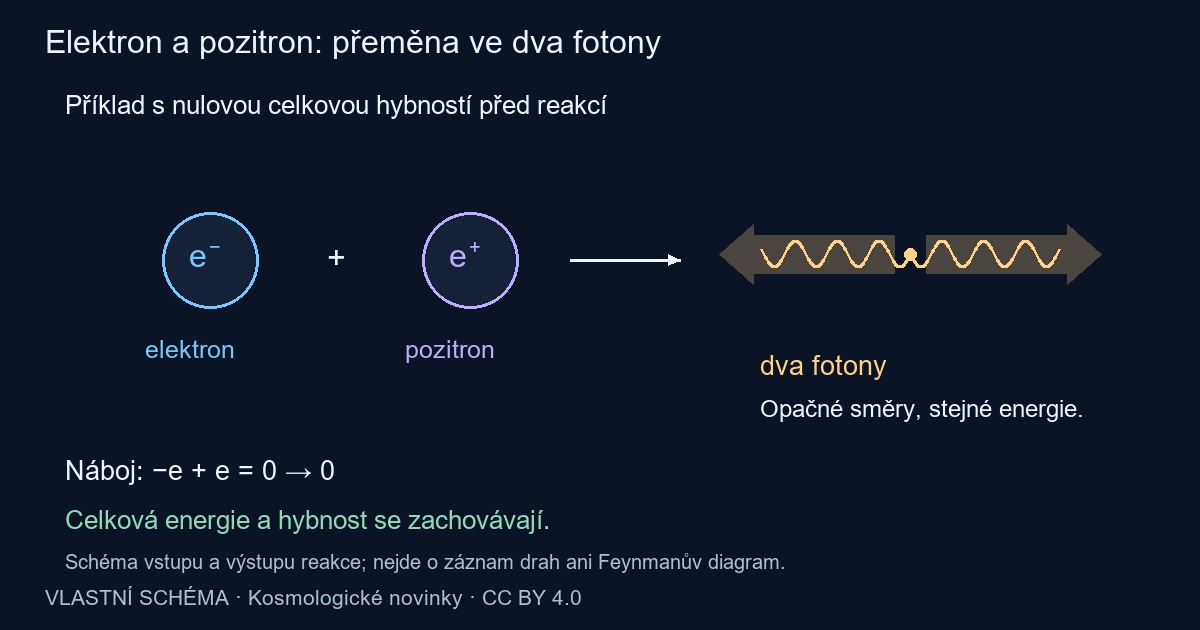 Elektron a pozitron: přeměna ve dva fotony
Příklad s nulovou celkovou hybností před reakcí
e⁻
+
e⁺
elektron
pozitron
dva fotony
Opačné směry, stejné energie.
Náboj: −e + e = 0 → 0
Celková energie a hybnost se zachovávají.
Schéma vstupu a výstupu reakce; nejde o záznam drah ani Feynmanův diagram.
VLASTNÍ SCHÉMA · Kosmologické novinky · CC BY 4.0